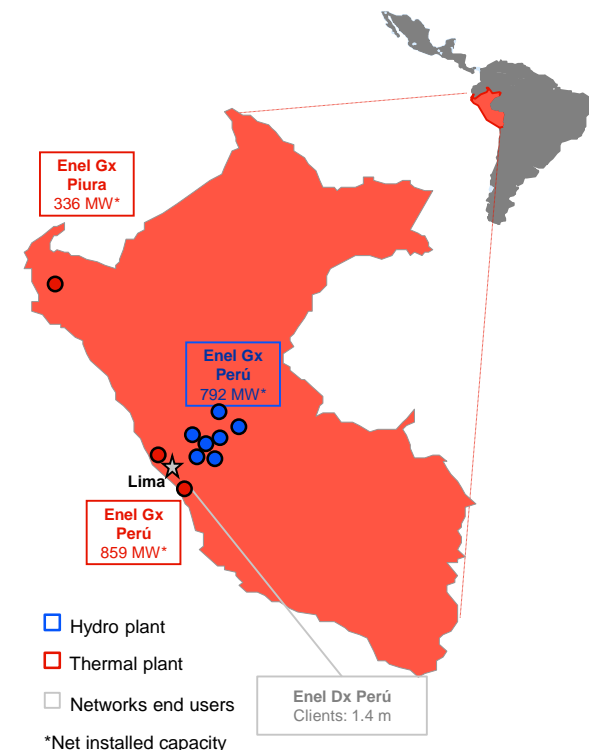 Enel Gx
Piura
336 MW*
Enel Gx
Perú
792 MW*
Lima
Enel Gx
Perú
859 MW*
Hydro plant
Thermal plant
Networks end users
*Net installed capacity
Enel Dx Perú
Clients: 1.4 m